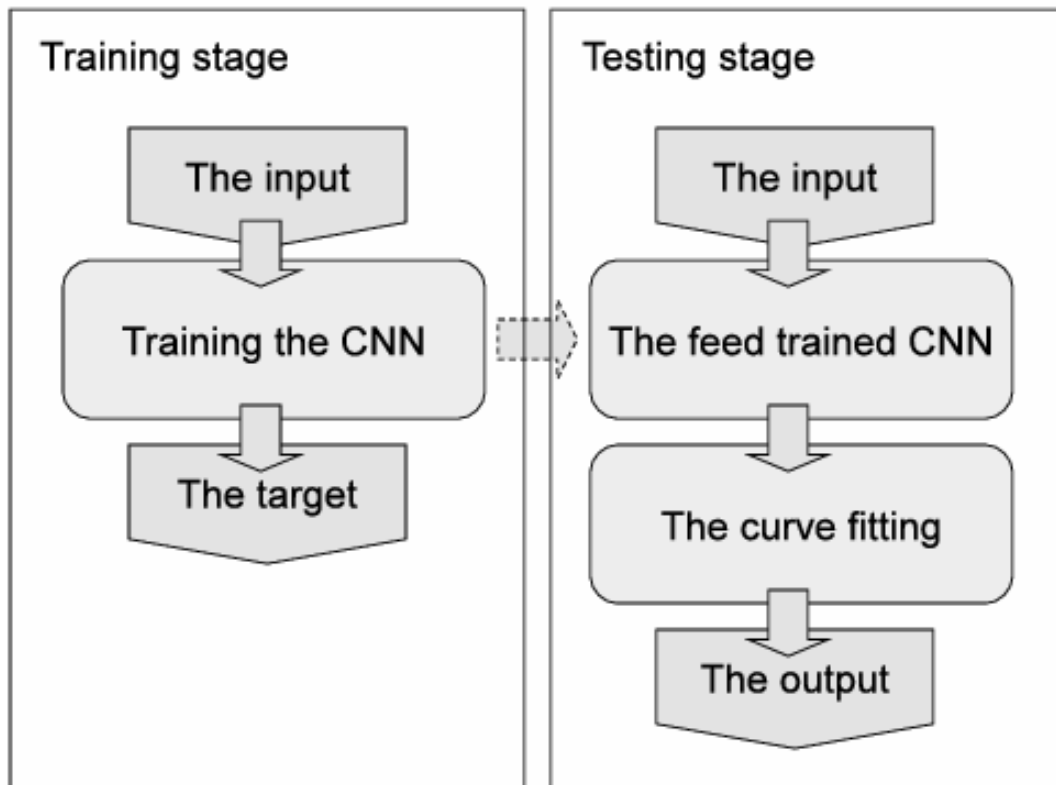 Training stage
The input
Training the CNN
The target
Testing stage
The input
The feed trained CNN
The curve fitting
The output